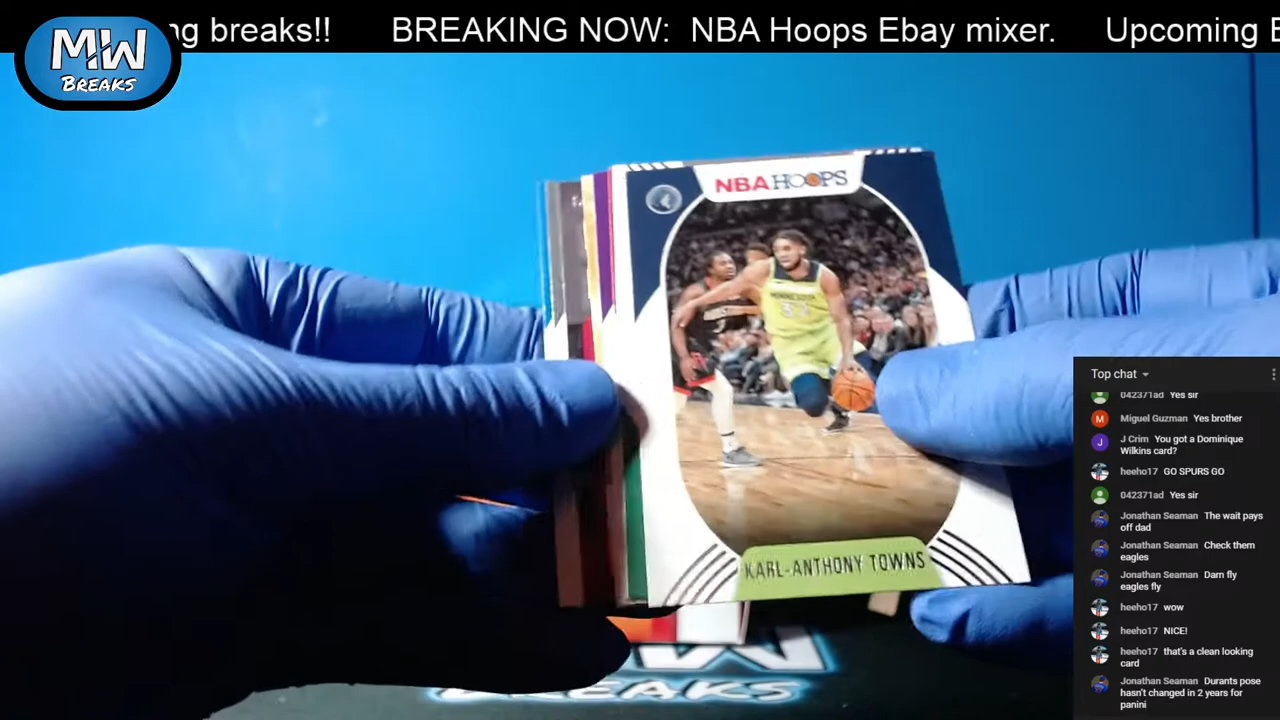 ng breaks!! BREAKING NOW: NBA Hoops Ebay mixer. Upcoming
MW
BREAKS
NBA HOOPS
KARL-ANTHONY TOWNS
BREAKS
Top chat
042371ad Yes sir
Miguel Guzman Yes brother
J Crim You got a Dominique
Wilkins card?
heeho17 GO SPURS GO
042371ad Yes sir
Jonathan Seaman The wait pays
off dad
Jonathan Seaman Check them
eagles
Jonathan Seaman Darn fly
eagles fly
heeho17 wow
heeho17 NICE!
heeho17 that's a clean looking
card
Jonathan Seaman Durants pose
hasn't changed in 2 years for
panini